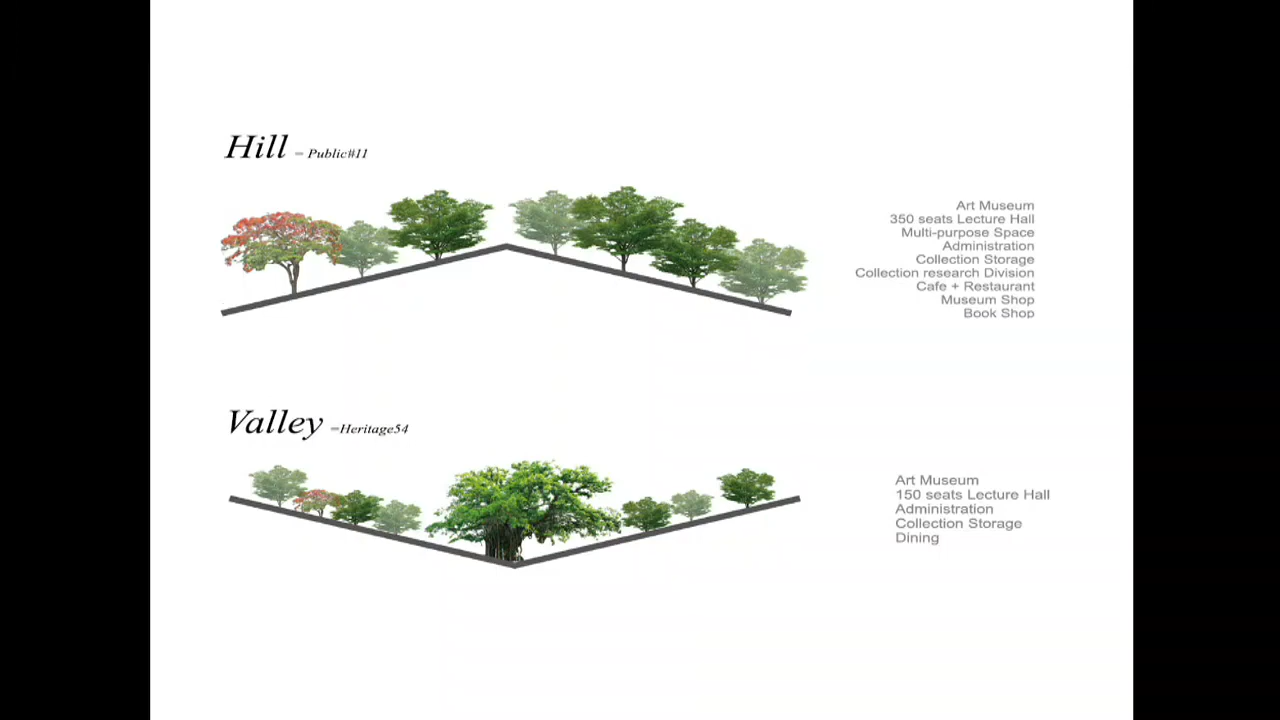 Hill = Public#11
Art Museum
350 seats Lecture Hall
Multi-purpose Space
Administration
Collection Storage
Collection research Division
Cafe + Restaurant
Museum Shop
Book Shop
Valley =Heritage54
Art Museum
150 seats Lecture Hall
Administration
Collection Storage
Dining